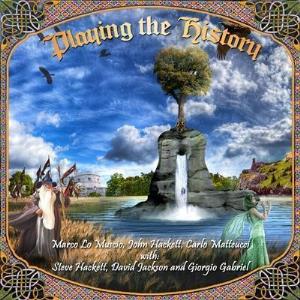 Playing the History
Marco Lo Muscio, John Hackett, Carlo Matteucci
with:
Steve Hackett, David Jackson and Giorgio Gabriel